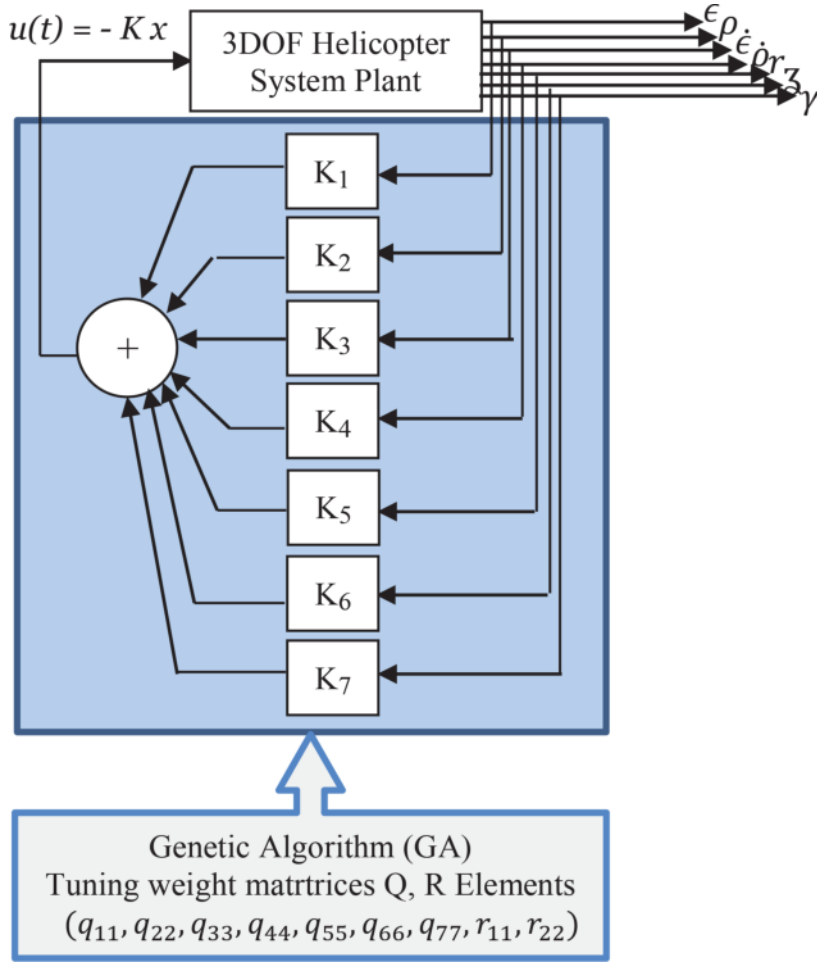 u(t) = - K x
3DOF Helicopter
System Plant
ϵ
ρ
ϵ̇
ρ̇
r
ʒ
γ
K₁
K₂
K₃
+
K₄
K₅
K₆
K₇
Genetic Algorithm (GA)
Tuning weight matrtrices Q, R Elements
(q₁₁, q₂₂, q₃₃, q₄₄, q₅₅, q₆₆, q₇₇, r₁₁, r₂₂)